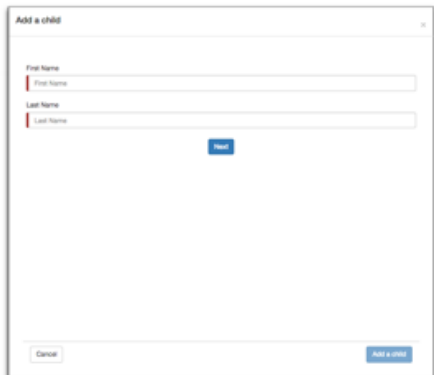 Add a child
×
First Name
First Name
Last Name
Last Name
Next
Cancel
Add a child